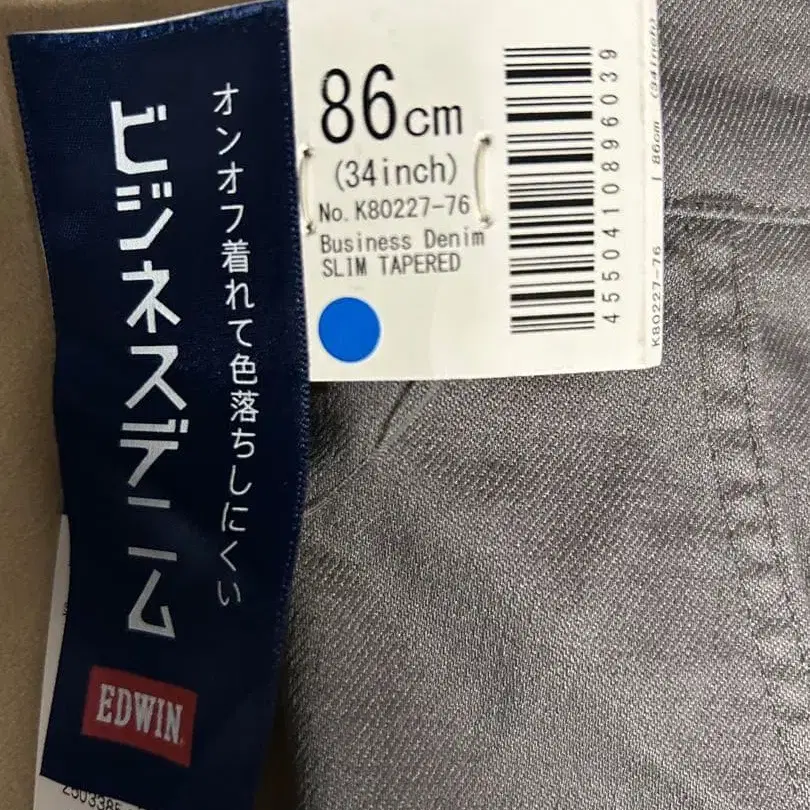 オンオフ着れて色落ちしにくい
ビジネスデニム
EDWIN
86cm
(34inch)
No.K80227-76
Business Denim
SLIM TAPERED
4550410896039
K80227-76 | 86cm (34inch)